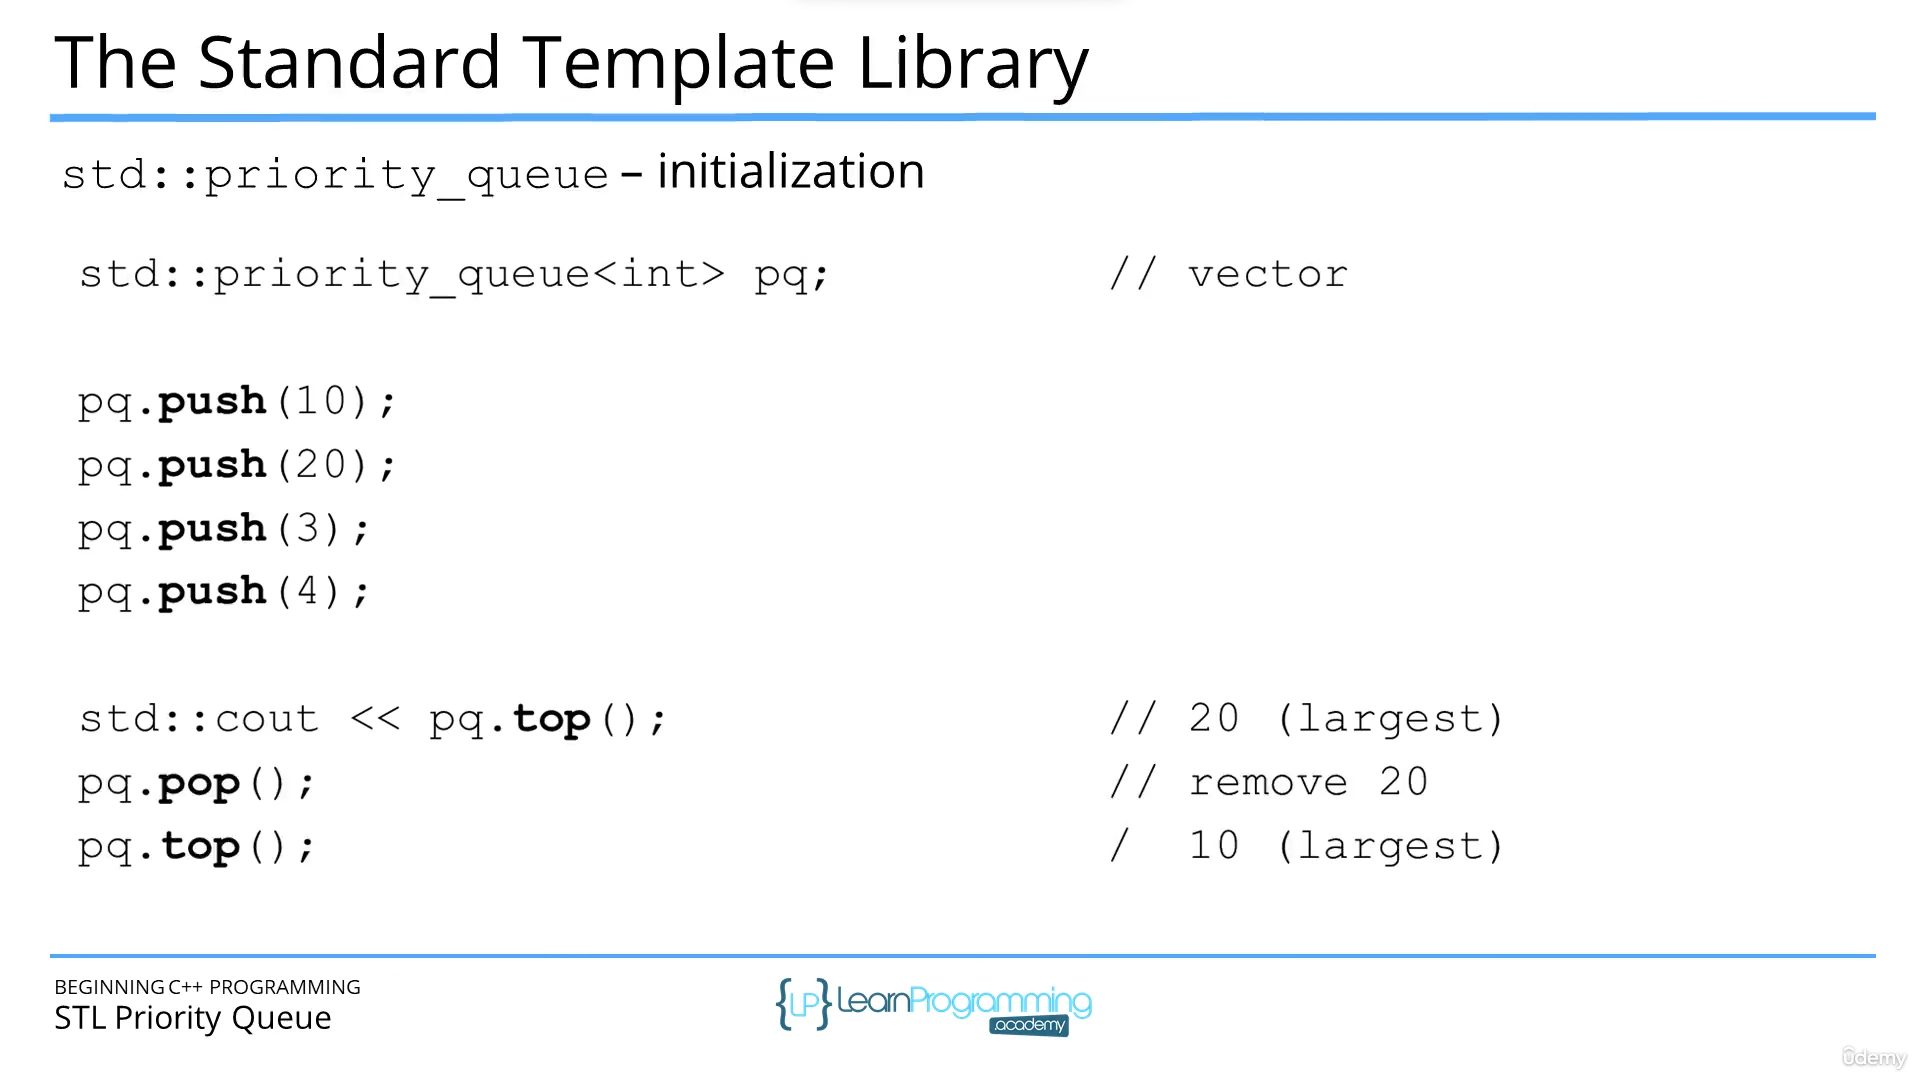 The Standard Template Library
std::priority_queue – initialization
std::priority_queue<int> pq; // vector
pq.push(10);
pq.push(20);
pq.push(3);
pq.push(4);
std::cout << pq.top(); // 20 (largest)
pq.pop(); // remove 20
pq.top(); /  10 (largest)
BEGINNING C++ PROGRAMMING
STL Priority Queue
{LP} LearnProgramming
.academy
ûdemy